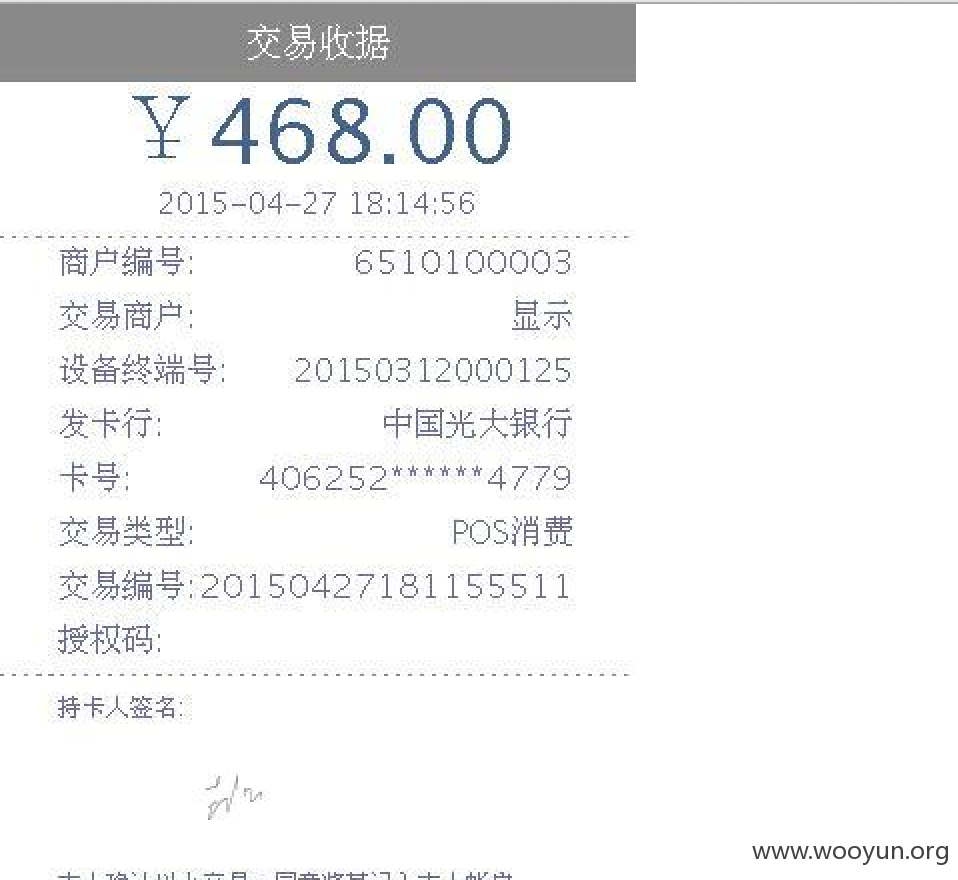 交易收据
￥468.00
2015-04-27 18:14:56
商户编号: 6510100003
交易商户: 显示
设备终端号: 20150312000125
发卡行: 中国光大银行
卡号: 406252******4779
交易类型: POS消费
交易编号:20150427181155511
授权码:
持卡人签名:
www.wooyun.org